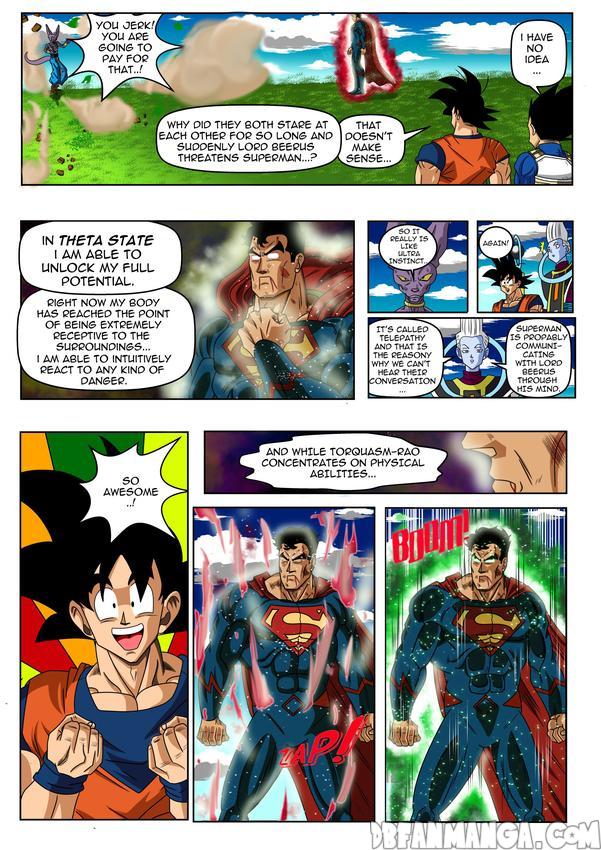 YOU JERK!
YOU ARE
GOING TO
PAY FOR
THAT..!
I HAVE
NO
IDEA
...
WHY DID THEY BOTH STARE AT
EACH OTHER FOR SO LONG AND
SUDDENLY LORD BEERUS
THREATENS SUPERMAN...?
THAT
DOESN'T
MAKE
SENSE...
IN THETA STATE
I AM ABLE TO
UNLOCK MY FULL
POTENTIAL.
RIGHT NOW MY BODY
HAS REACHED THE POINT
OF BEING EXTREMELY
RECEPTIVE TO THE
SURROUNDINGS...
I AM ABLE TO INTUITIVELY
REACT TO ANY KIND OF
DANGER.
SO IT
REALLY IS
LIKE
ULTRA
INSTINCT...
AGAIN!
IT'S CALLED
TELEPATHY
AND THAT IS
THE REASONY
WHY WE CAN'T
HEAR THEIR
CONVERSATION
...
SUPERMAN
IS PROPABLY
COMMUNI-
CATING
WITH LORD
BEERUS
THROUGH
HIS MIND.
SO
AWESOME
..!
AND WHILE TORQUASM-RAO
CONCENTRATES ON PHYSICAL
ABILITIES...
ZAP!
BOOM!
DBFANMANGA.COM